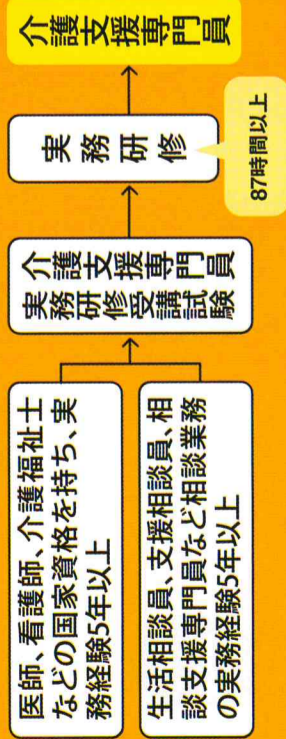 医師、看護師、介護福祉士
などの国家資格を持ち、実
務経験5年以上
生活相談員、支援相談員、相
談支援専門員など相談業務
の実務経験5年以上
介護支援専門員
実務研修受講試験
実務研修
87時間以上
介護支援専門員